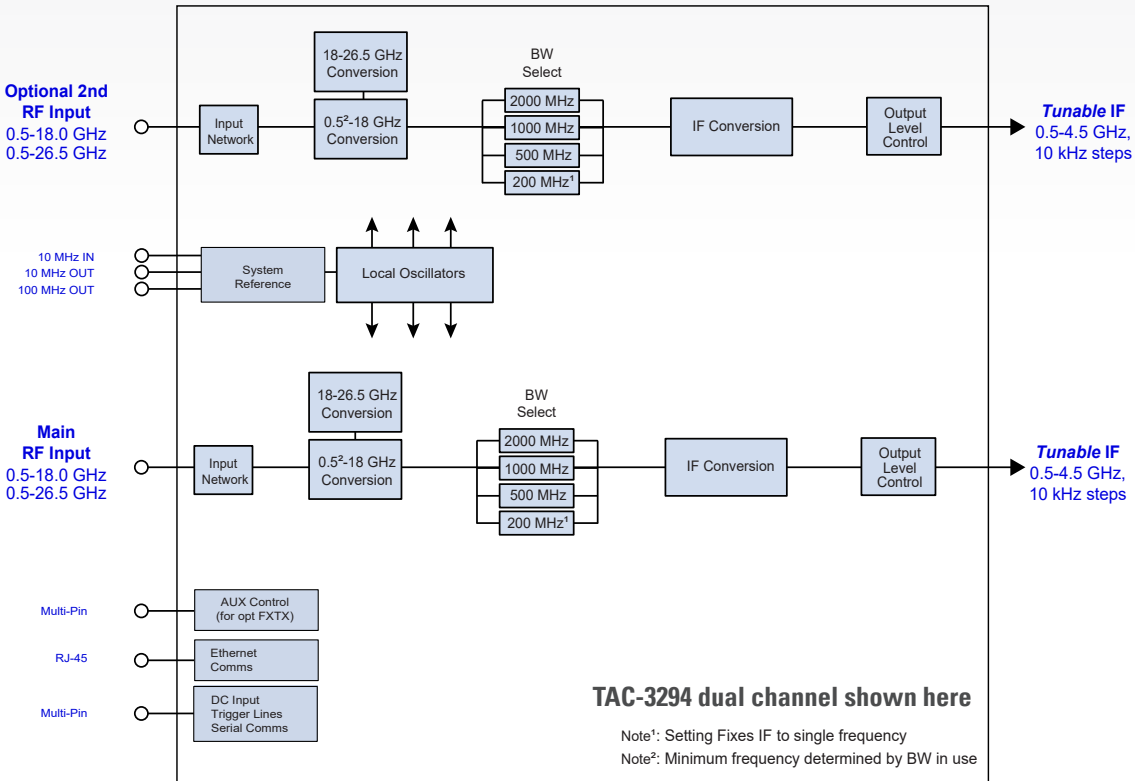 18-26.5 GHz
Conversion
BW
Select
Optional 2nd
RF Input
0.5-18.0 GHz
0.5-26.5 GHz
Input
Network
0.5²-18 GHz
Conversion
2000 MHz
1000 MHz
500 MHz
200 MHz¹
IF Conversion
Output
Level
Control
Tunable IF
0.5-4.5 GHz,
10 kHz steps
10 MHz IN
10 MHz OUT
100 MHz OUT
System
Reference
Local Oscillators
18-26.5 GHz
Conversion
BW
Select
Main
RF Input
0.5-18.0 GHz
0.5-26.5 GHz
Input
Network
0.5²-18 GHz
Conversion
2000 MHz
1000 MHz
500 MHz
200 MHz¹
IF Conversion
Output
Level
Control
Tunable IF
0.5-4.5 GHz,
10 kHz steps
Multi-Pin
AUX Control
(for opt FXTX)
RJ-45
Ethernet
Comms
Multi-Pin
DC Input
Trigger Lines
Serial Comms
TAC-3294 dual channel shown here
Note¹: Setting Fixes IF to single frequency
Note²: Minimum frequency determined by BW in use